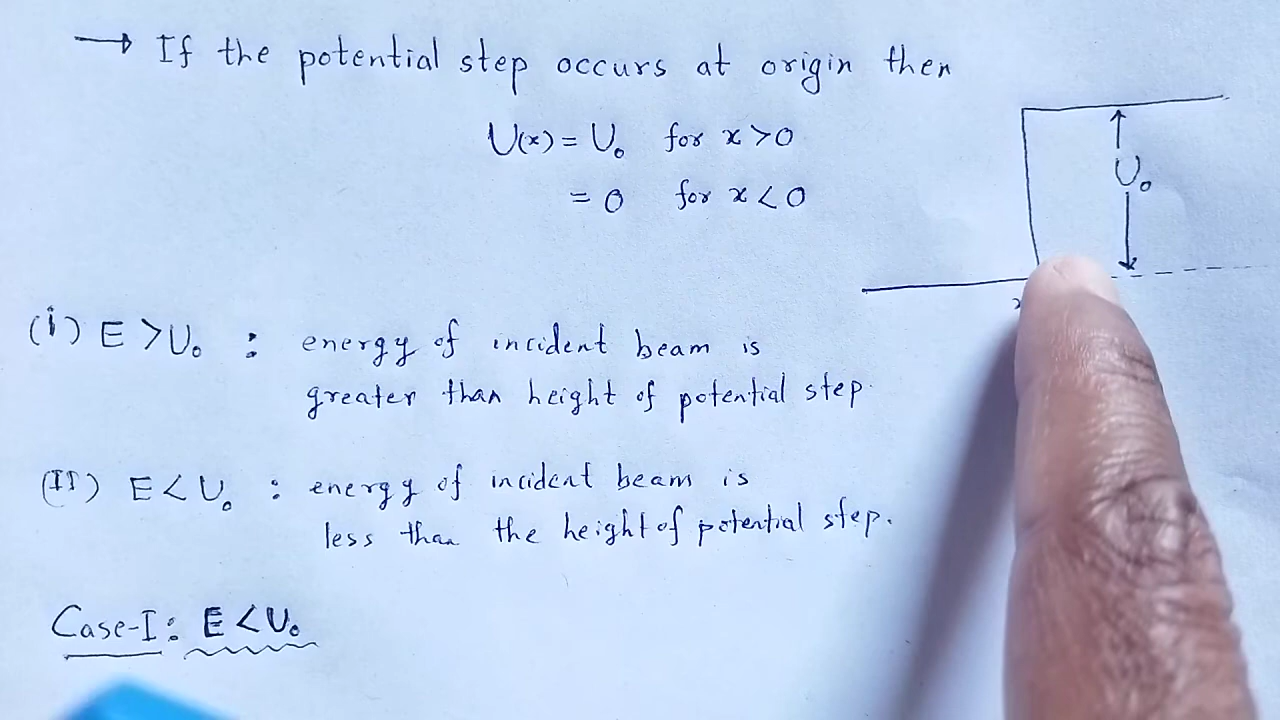 → If the potential step occurs at origin then
U(x) = U₀ for x > 0
= 0 for x < 0
U₀
x
(i) E > U₀ : energy of incident beam is
greater than height of potential step.
(II) E < U₀ : energy of incident beam is
less than the height of potential step.
Case-I : E < U₀